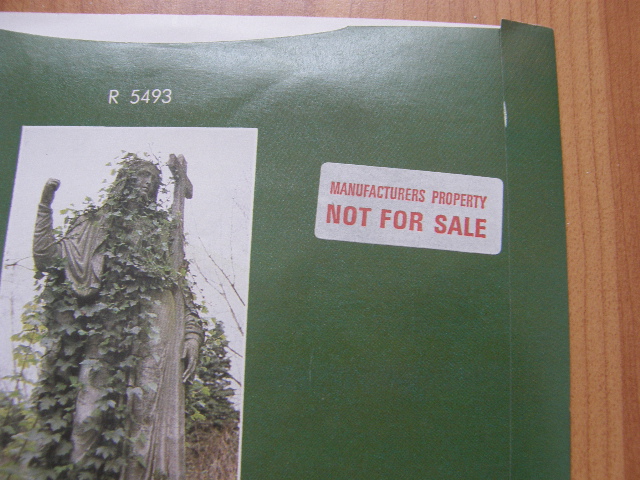 R 5493
MANUFACTURERS PROPERTY
NOT FOR SALE